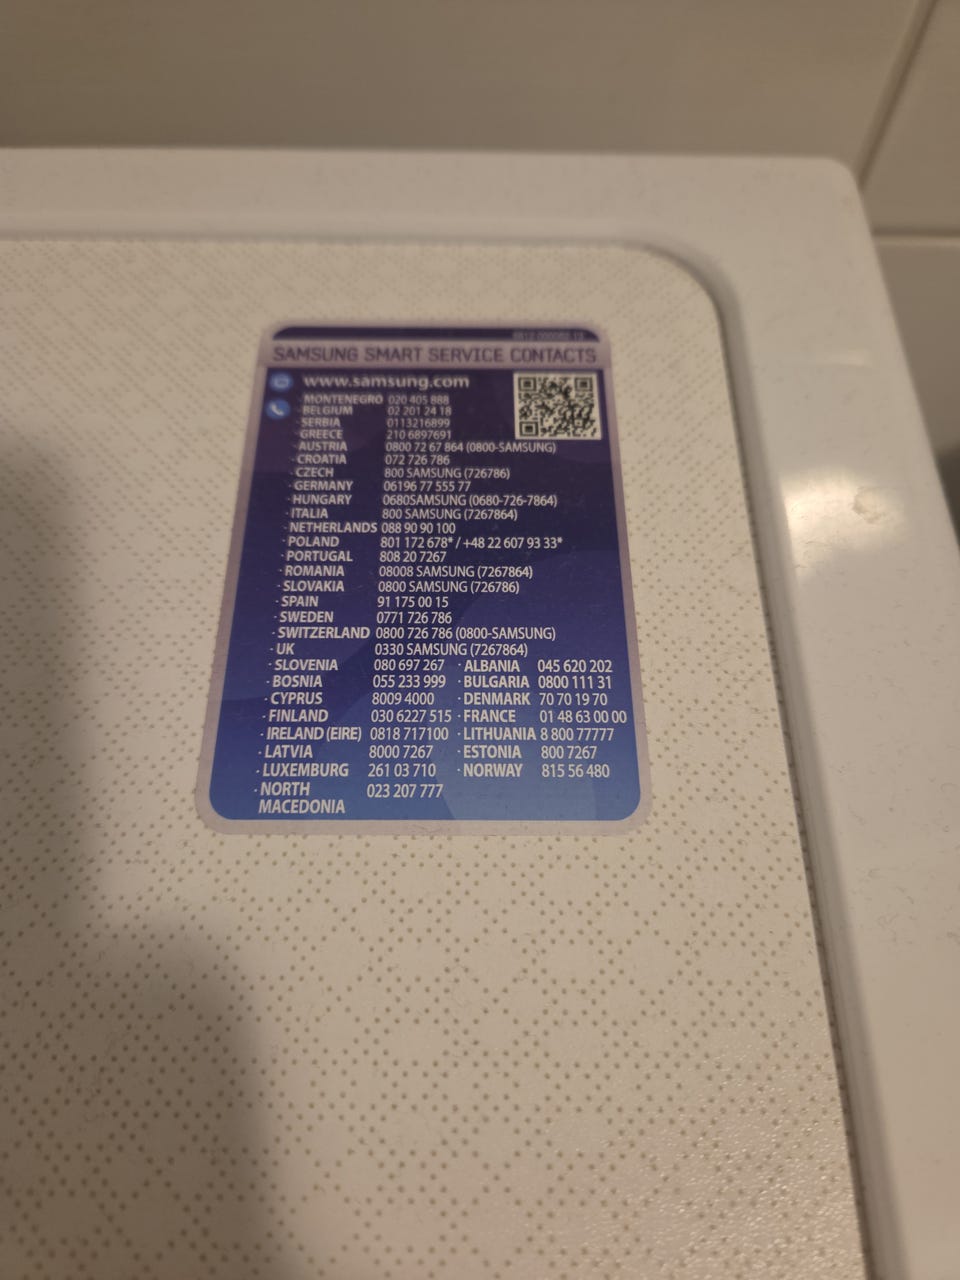 SAMSUNG SMART SERVICE CONTACTS
www.samsung.com
· MONTENEGRO 020 405 888
· BELGIUM 02 201 24 18
· SERBIA 0113216899
· GREECE 210 6897691
· AUSTRIA 0800 72 67 864 (0800-SAMSUNG)
· CROATIA 072 726 786
· CZECH 800 SAMSUNG (726786)
· GERMANY 06196 77 555 77
· HUNGARY 0680SAMSUNG (0680-726-7864)
· ITALIA 800 SAMSUNG (7267864)
· NETHERLANDS 088 90 90 100
· POLAND 801 172 678* / +48 22 607 93 33*
· PORTUGAL 808 20 7267
· ROMANIA 08008 SAMSUNG (7267864)
· SLOVAKIA 0800 SAMSUNG (726786)
· SPAIN 91 175 00 15
· SWEDEN 0771 726 786
· SWITZERLAND 0800 726 786 (0800-SAMSUNG)
· UK 0330 SAMSUNG (7267864)
· SLOVENIA 080 697 267 · ALBANIA 045 620 202
· BOSNIA 055 233 999 · BULGARIA 0800 111 31
· CYPRUS 8009 4000 · DENMARK 70 70 19 70
· FINLAND 030 6227 515 · FRANCE 01 48 63 00 00
· IRELAND (EIRE) 0818 717100 · LITHUANIA 8 800 77777
· LATVIA 8000 7267 · ESTONIA 800 7267
· LUXEMBURG 261 03 710 · NORWAY 815 56 480
· NORTH 023 207 777
MACEDONIA